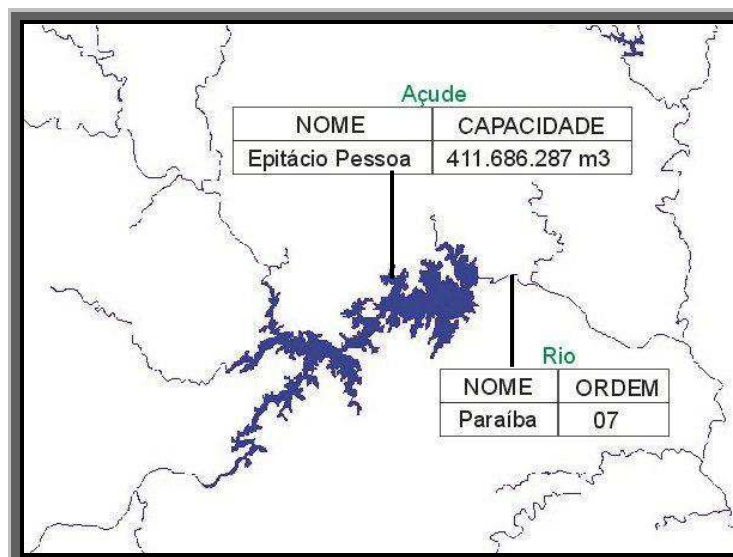 Açude
NOME CAPACIDADE
Epitácio Pessoa 411.686.287 m3
Rio
NOME ORDEM
Paraíba 07